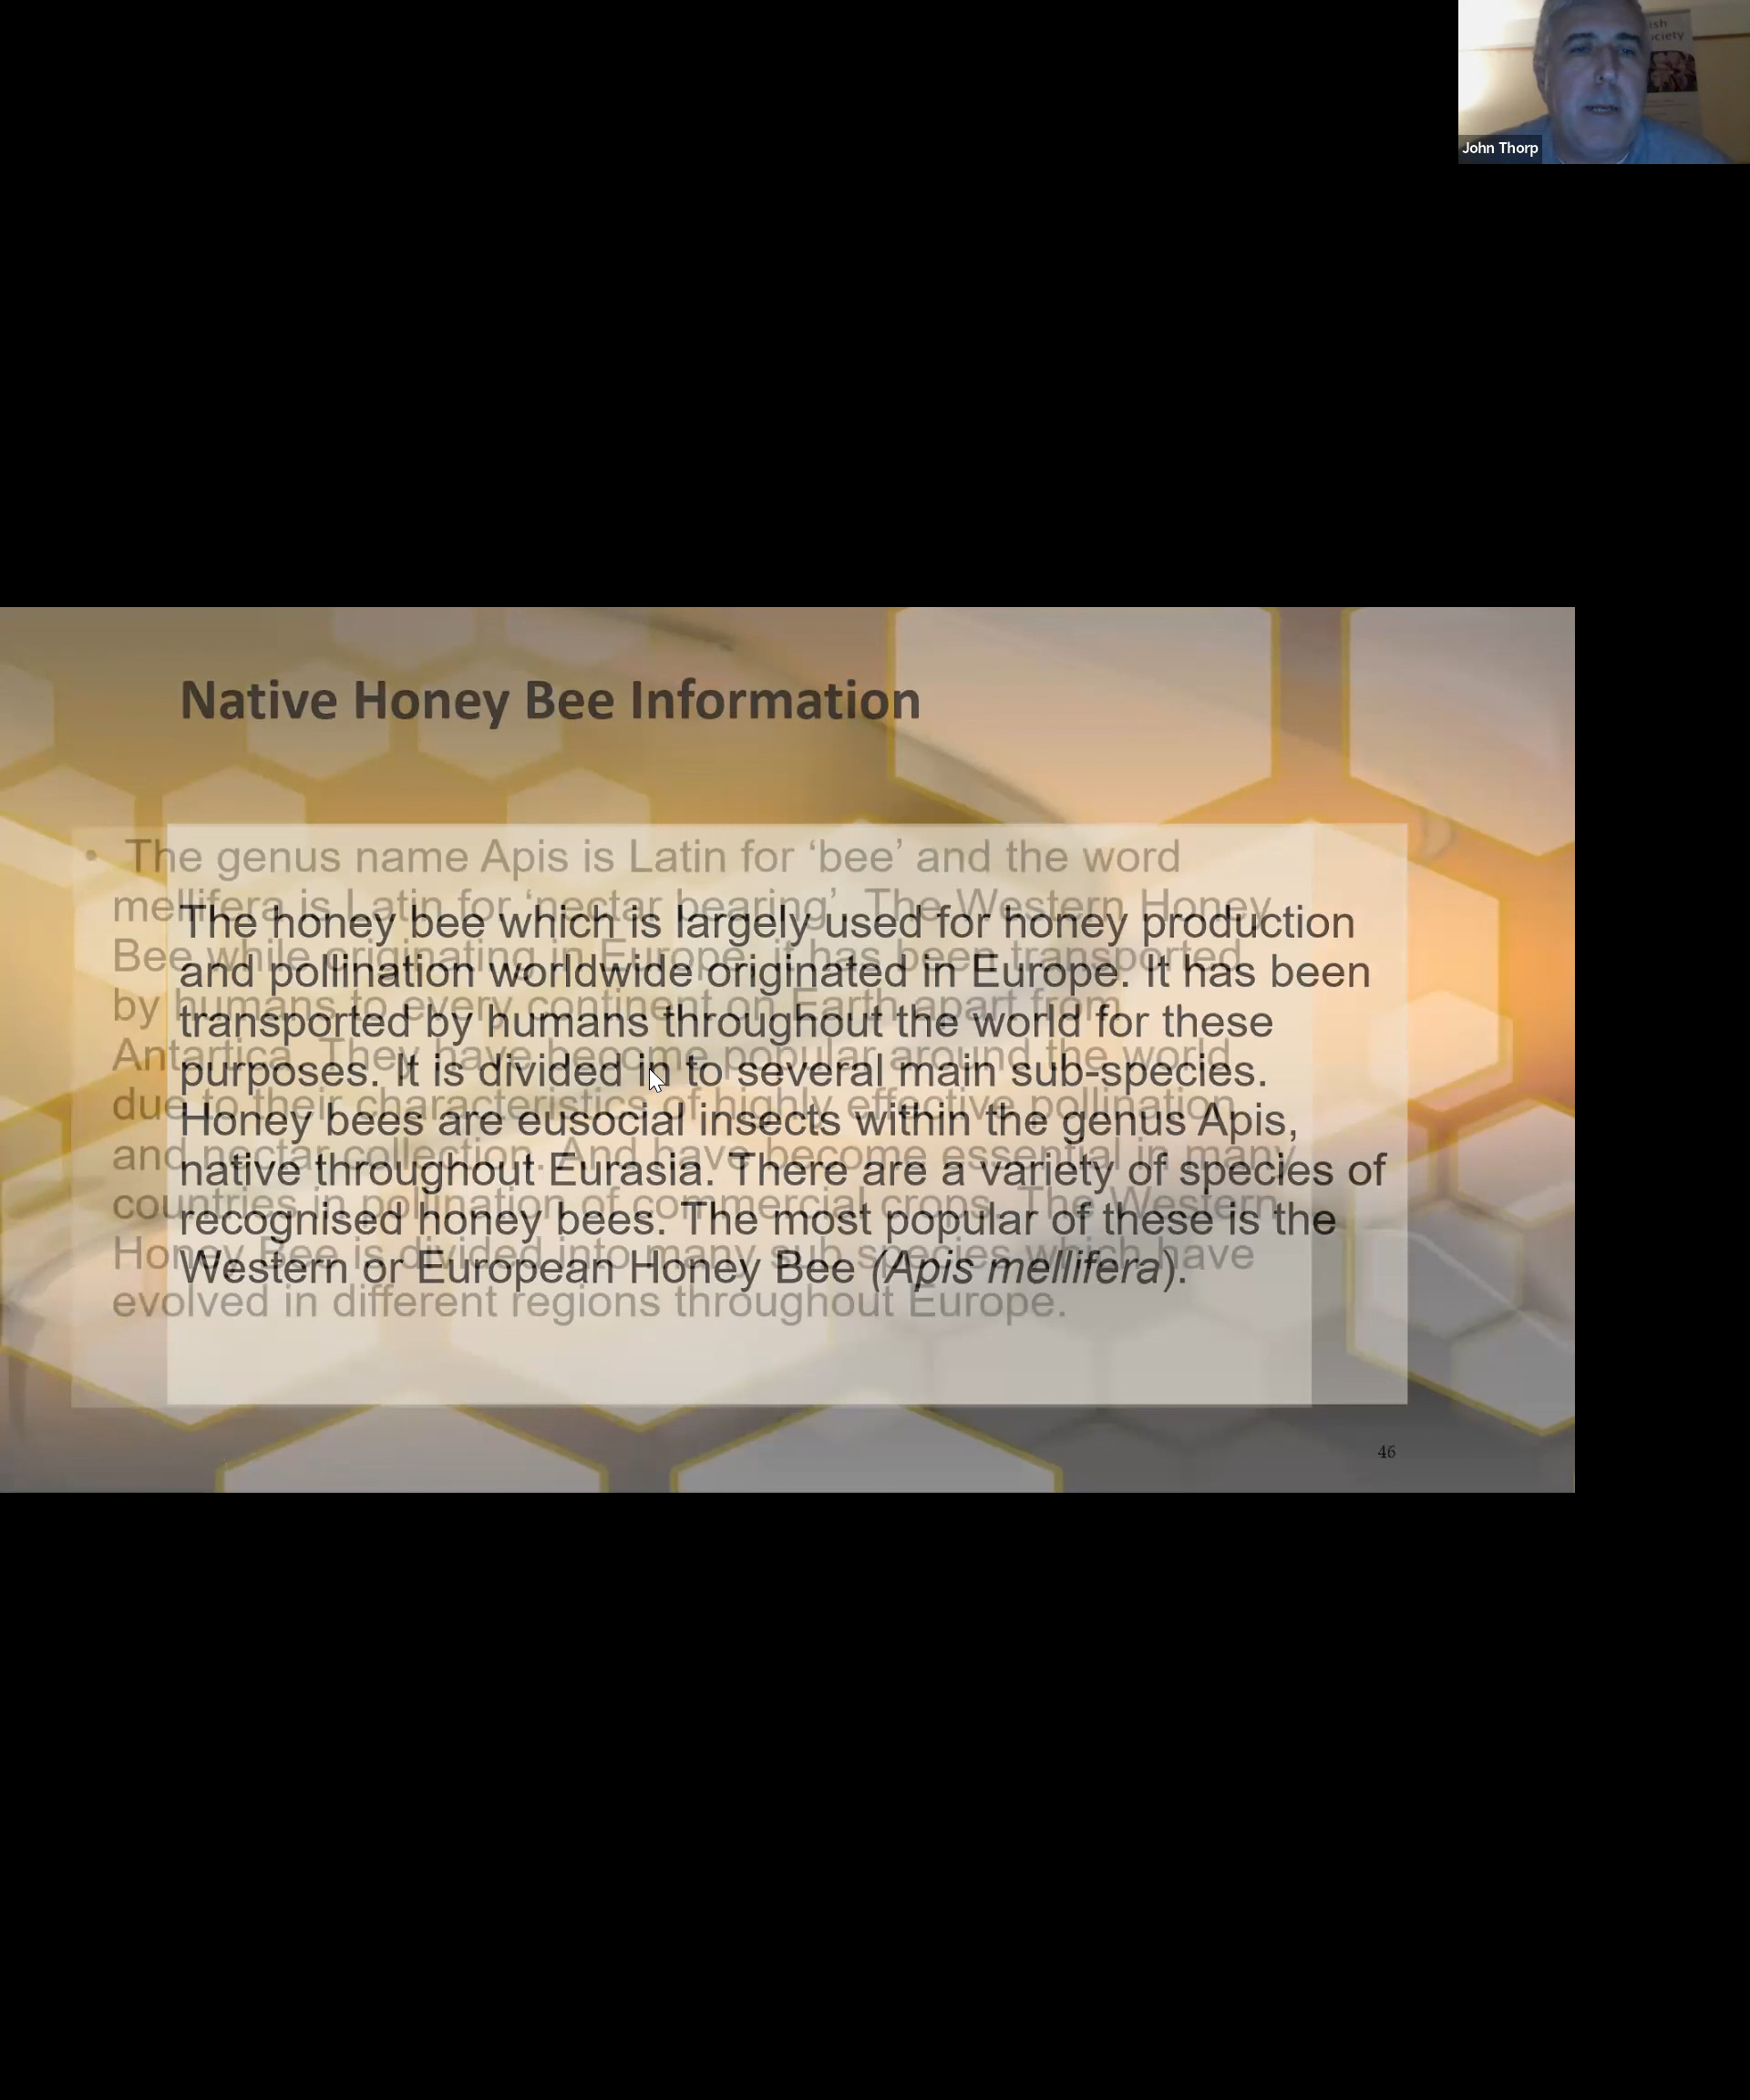 ish
ciety
John Thorp
Native Honey Bee Information
• The genus name Apis is Latin for ‘bee’ and the word
mellifera is Latin for ‘nectar bearing’. The Western Honey
Bee while originating in Europe, it has been transported
by humans to every continent on Earth apart from
Antartica. They have become popular around the world
due to their characteristics of highly effective pollination
and nectar collection. And have become essential in many
countries in pollination of commercial crops. The Western
Honey Bee is divided into many sub species which have
evolved in different regions throughout Europe.
The honey bee which is largely used for honey production
and pollination worldwide originated in Europe. It has been
transported by humans throughout the world for these
purposes. It is divided in to several main sub-species.
Honey bees are eusocial insects within the genus Apis,
native throughout Eurasia. There are a variety of species of
recognised honey bees. The most popular of these is the
Western or European Honey Bee (Apis mellifera).
46